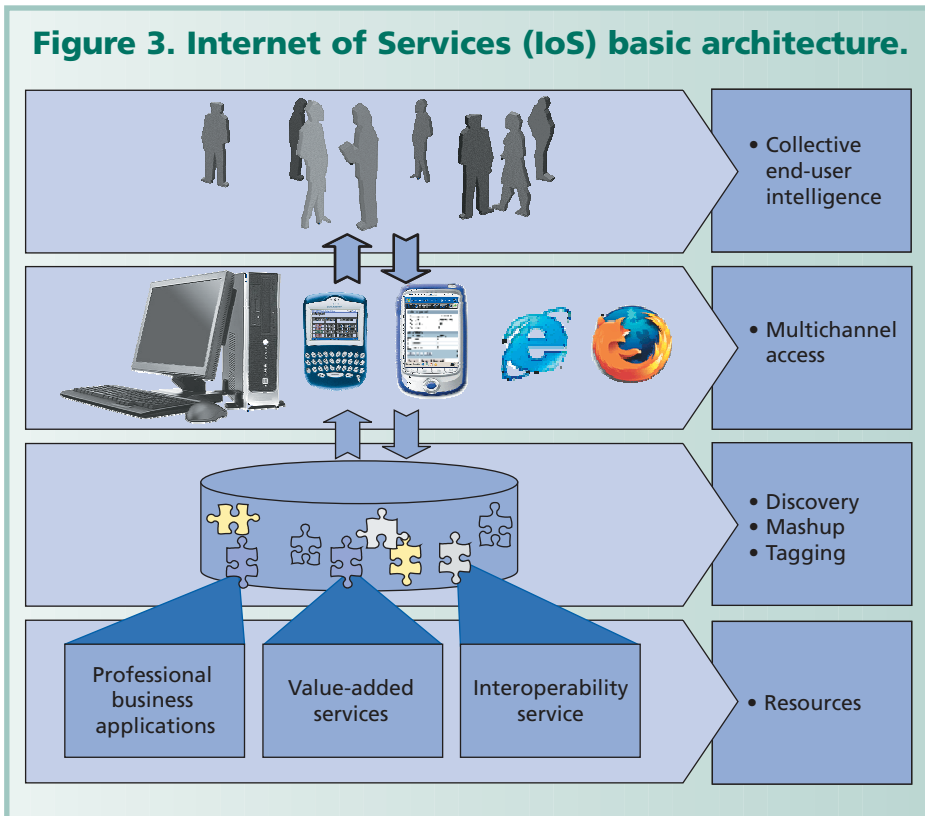 Figure 3. Internet of Services (IoS) basic architecture.
• Collective
end-user
intelligence
• Multichannel
access
• Discovery
• Mashup
• Tagging
Professional
business
applications
Value-added
services
Interoperability
service
• Resources